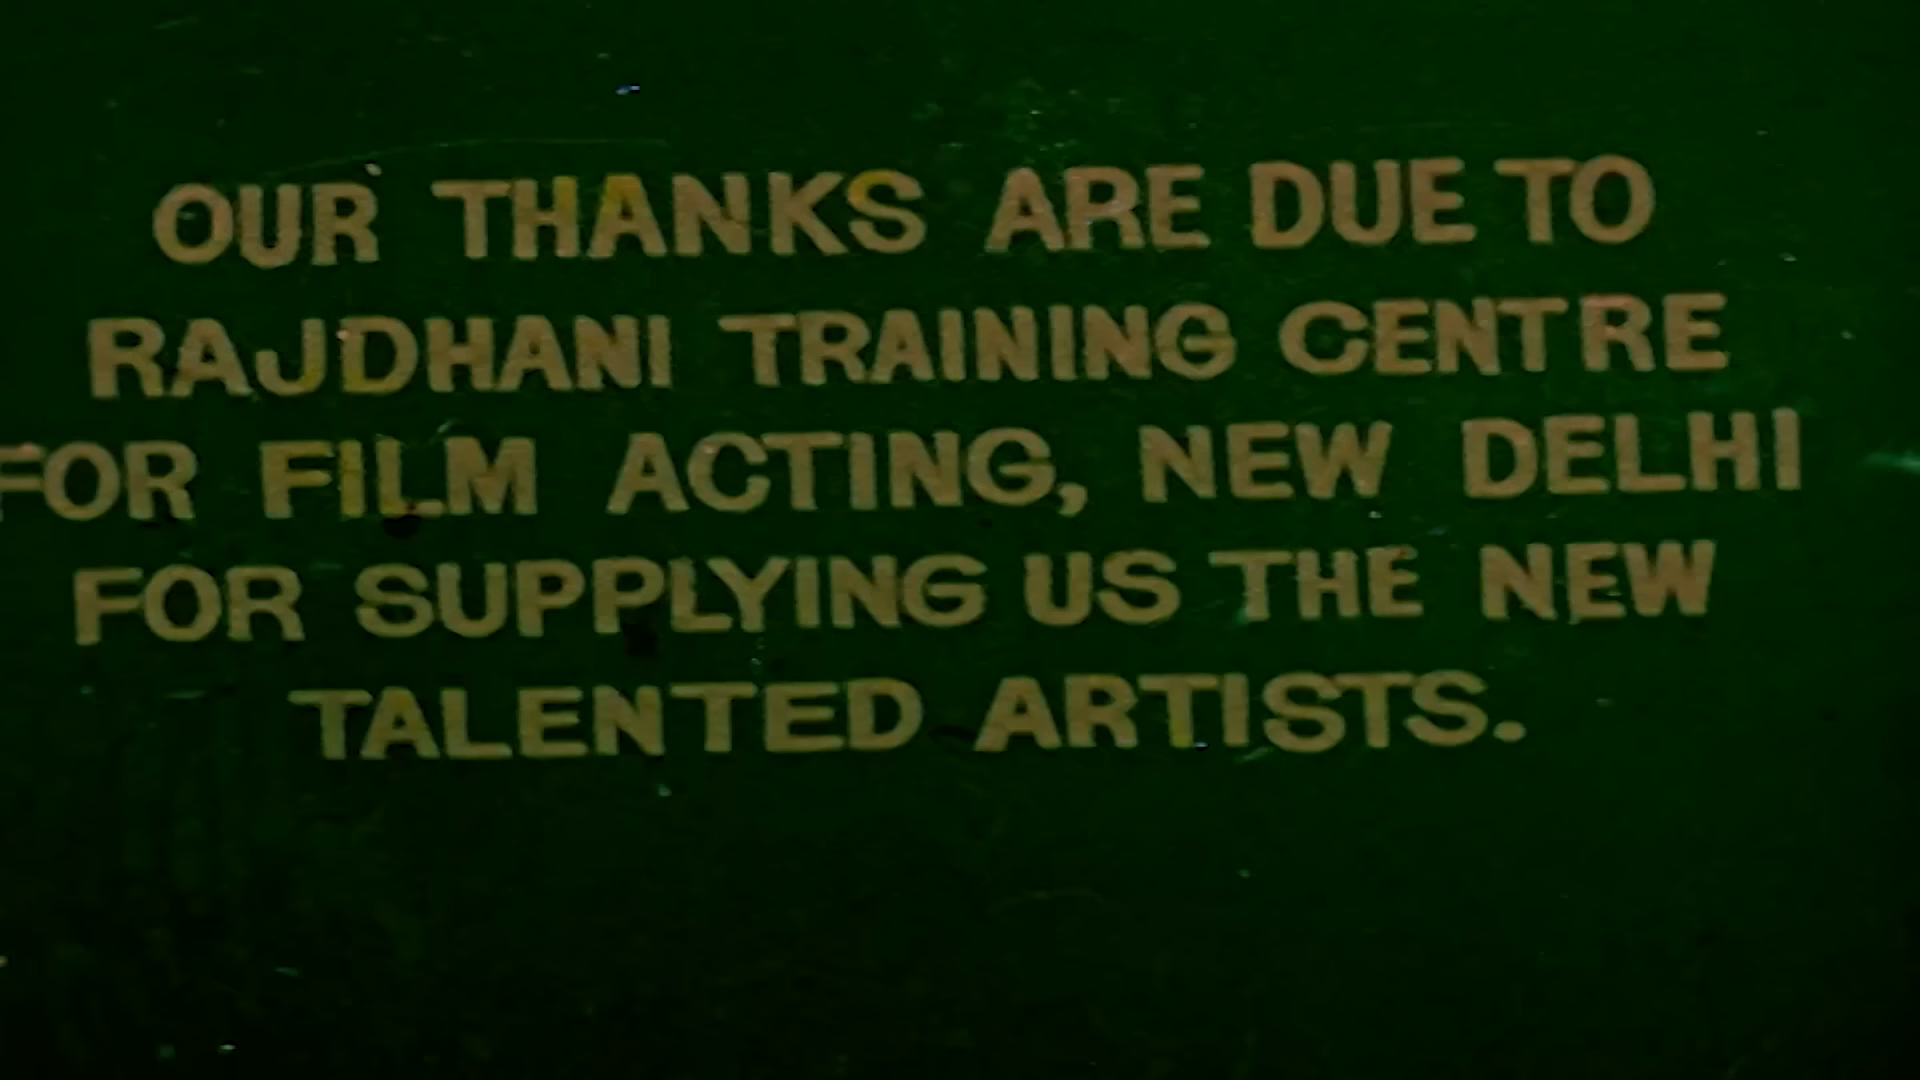 OUR THANKS ARE DUE TO
RAJDHANI TRAINING CENTRE
FOR FILM ACTING, NEW DELHI
FOR SUPPLYING US THE NEW
TALENTED ARTISTS.